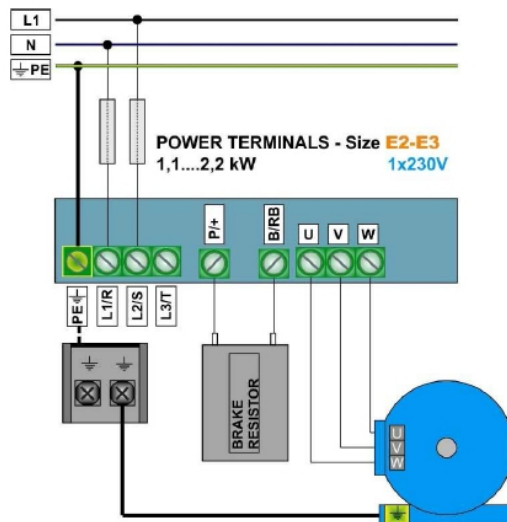 L1
N
PE
POWER TERMINALS - Size E2-E3
1,1....2,2 kW 1x230V
P/+
B/RB
U
V
W
PE
L1/R
L2/S
L3/T
BRAKE
RESISTOR
U
V
W